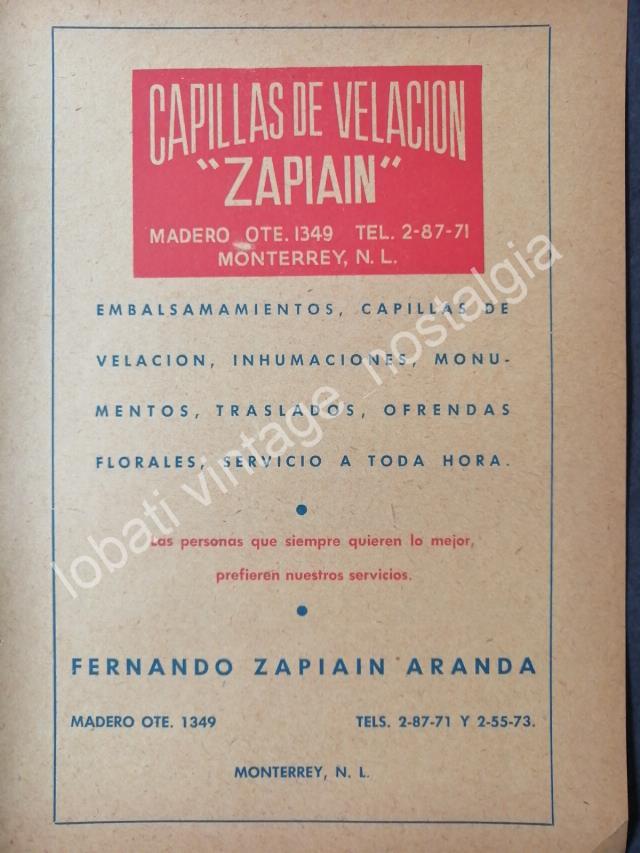 CAPILLAS DE VELACION
"ZAPIAIN"
MADERO OTE. 1349 TEL. 2-87-71
MONTERREY, N. L.
EMBALSAMAMIENTOS, CAPILLAS DE
VELACION, INHUMACIONES, MONU-
MENTOS, TRASLADOS, OFRENDAS
FLORALES, SERVICIO A TODA HORA.
Las personas que siempre quieren lo mejor,
prefieren nuestros servicios.
FERNANDO ZAPIAIN ARANDA
MADERO OTE. 1349 TELS. 2-87-71 Y 2-55-73.
MONTERREY, N. L.
lobati vintage_nostalgia